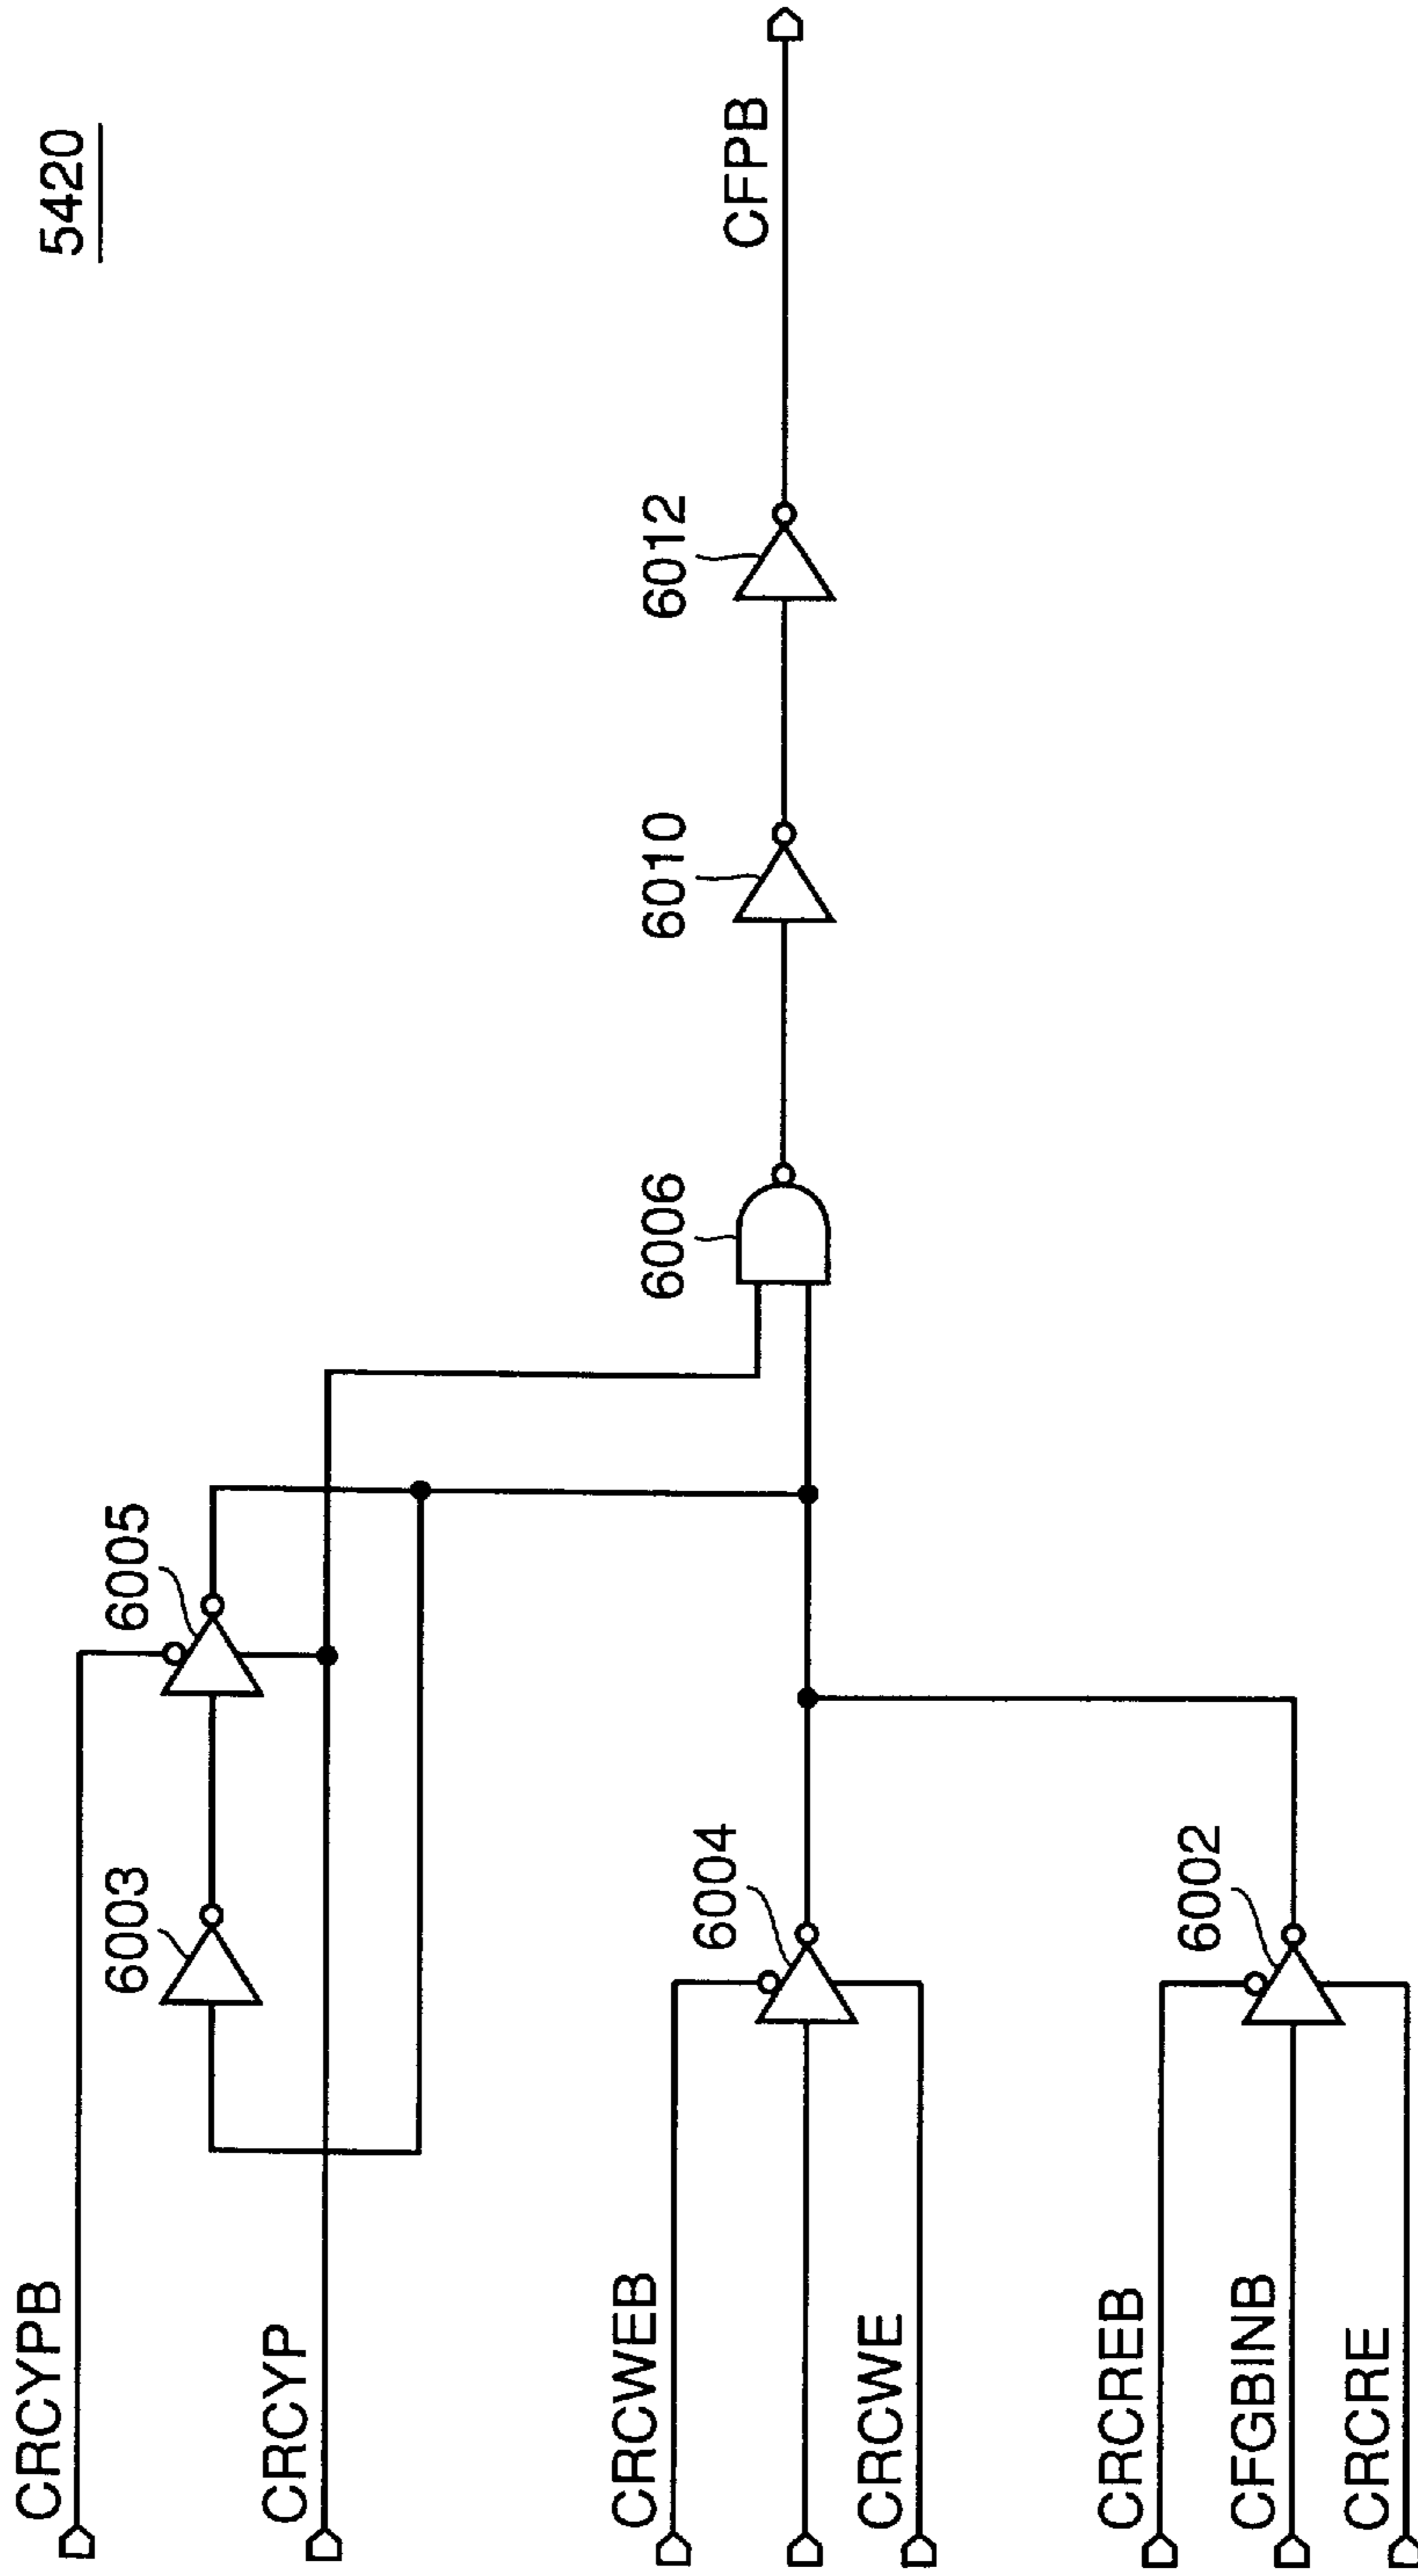 5420
CRCYPB
6003
6005
CRCYP
CRCWEB
6004
6006
6010
6012
CFPB
CRCWE
CRCREB
6002
CFGBINB
CRCRE